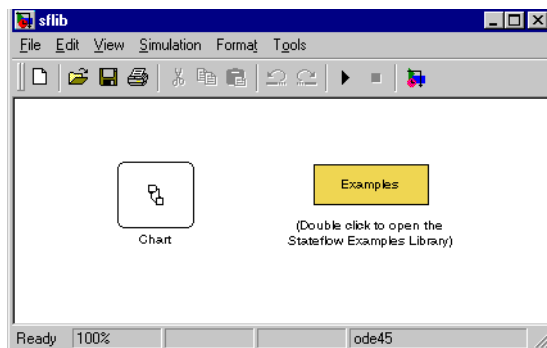 sflib
File Edit View Simulation Format Tools
Examples
Chart
(Double click to open the
Stateflow Examples Library)
Ready 100% ode45